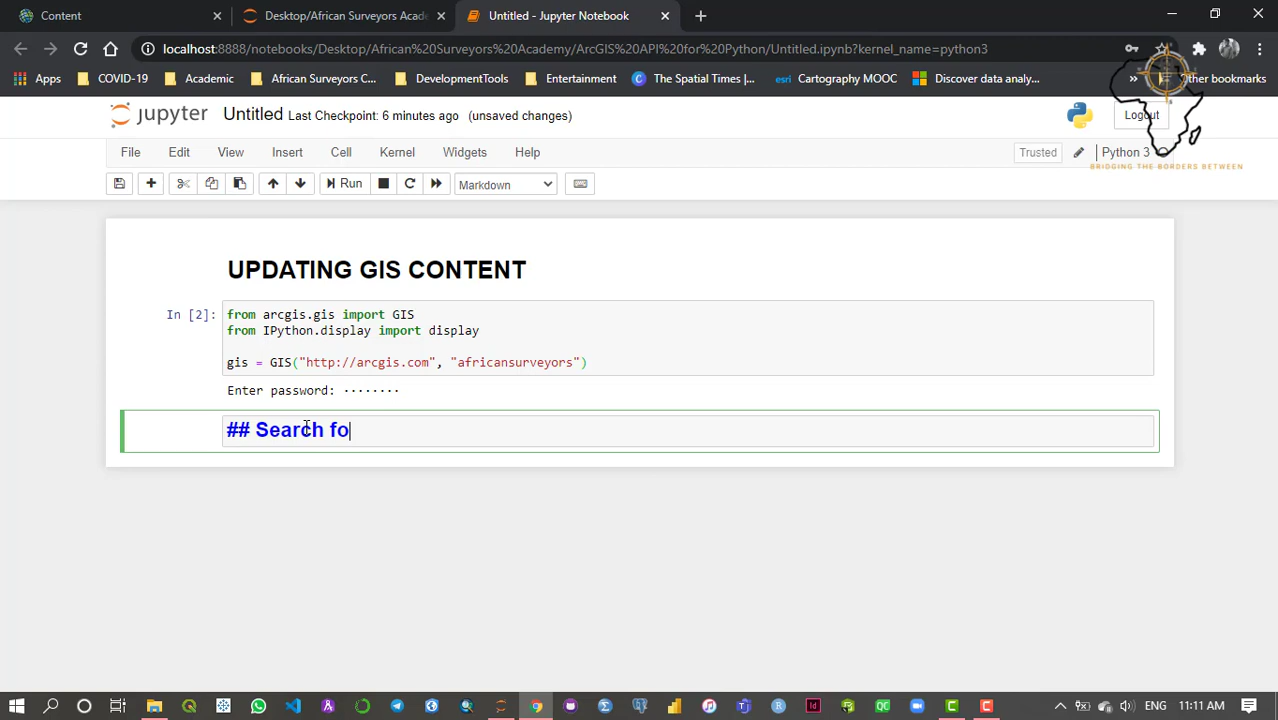 Content
Desktop/African Surveyors Acade
Untitled - Jupyter Notebook
localhost:8888/notebooks/Desktop/African%20Surveyors%20Academy/ArcGIS%20API%20for%20Python/Untitled.ipynb?kernel_name=python3
Apps COVID-19 Academic African Surveyors C... DevelopmentTools Entertainment The Spatial Times |... esri Cartography MOOC Discover data analy... » Other bookmarks
jupyter Untitled Last Checkpoint: 6 minutes ago (unsaved changes) Logout
File Edit View Insert Cell Kernel Widgets Help Trusted Python 3
BRIDGING THE BORDERS BETWEEN
Run Markdown
UPDATING GIS CONTENT
In [2]: from arcgis.gis import GIS
from IPython.display import display
gis = GIS("http://arcgis.com", "africansurveyors")
Enter password: ········
## Search fo
Id
QC
ENG 11:11 AM